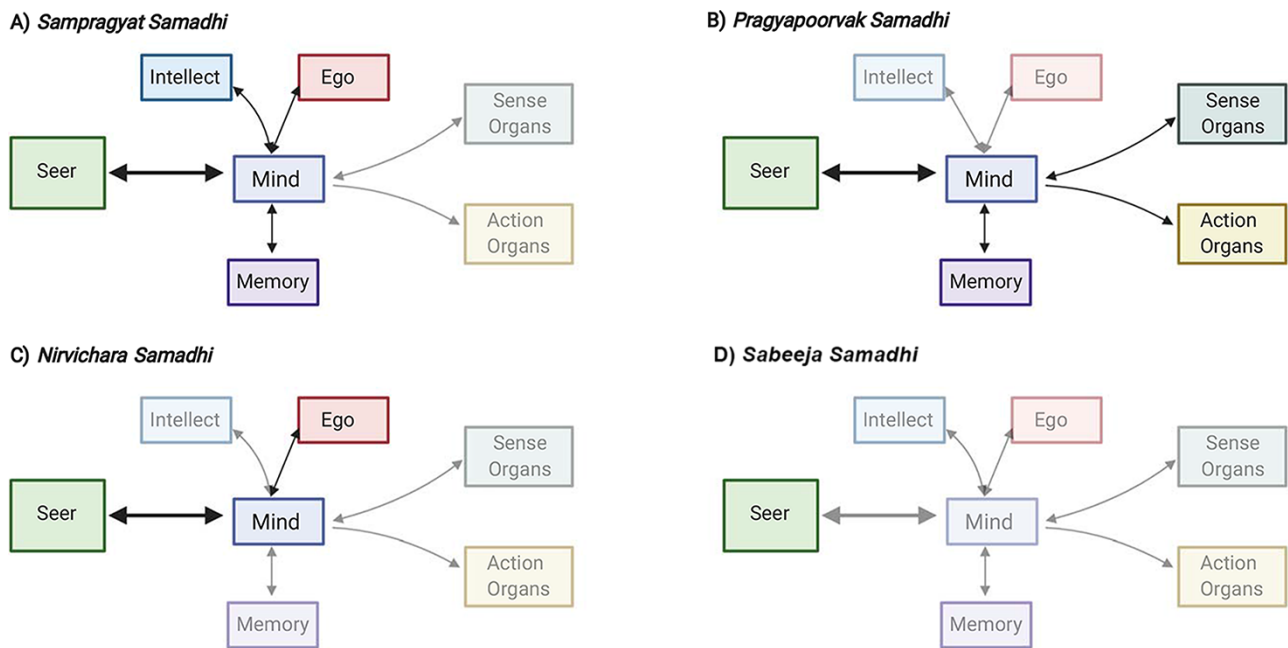 A) Sampragyat Samadhi
Intellect
Ego
Sense
Organs
Seer
Mind
Action
Organs
Memory
B) Pragyapoorvak Samadhi
Intellect
Ego
Sense
Organs
Seer
Mind
Action
Organs
Memory
C) Nirvichara Samadhi
Intellect
Ego
Sense
Organs
Seer
Mind
Action
Organs
Memory
D) Sabeeja Samadhi
Intellect
Ego
Sense
Organs
Seer
Mind
Action
Organs
Memory